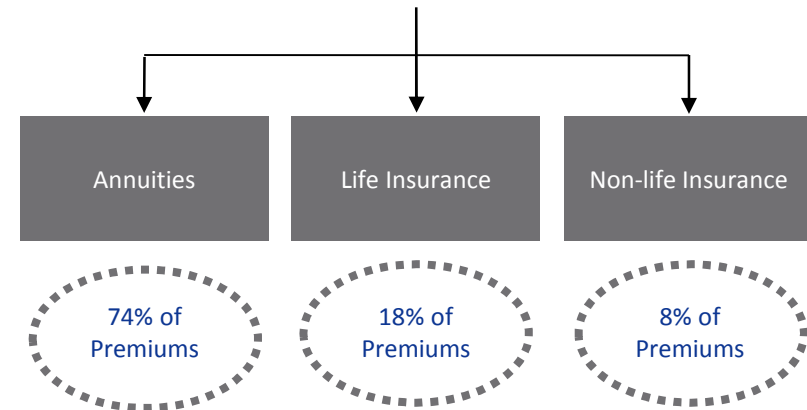 Annuities
Life Insurance
Non-life Insurance
74% of
Premiums
18% of
Premiums
8% of
Premiums